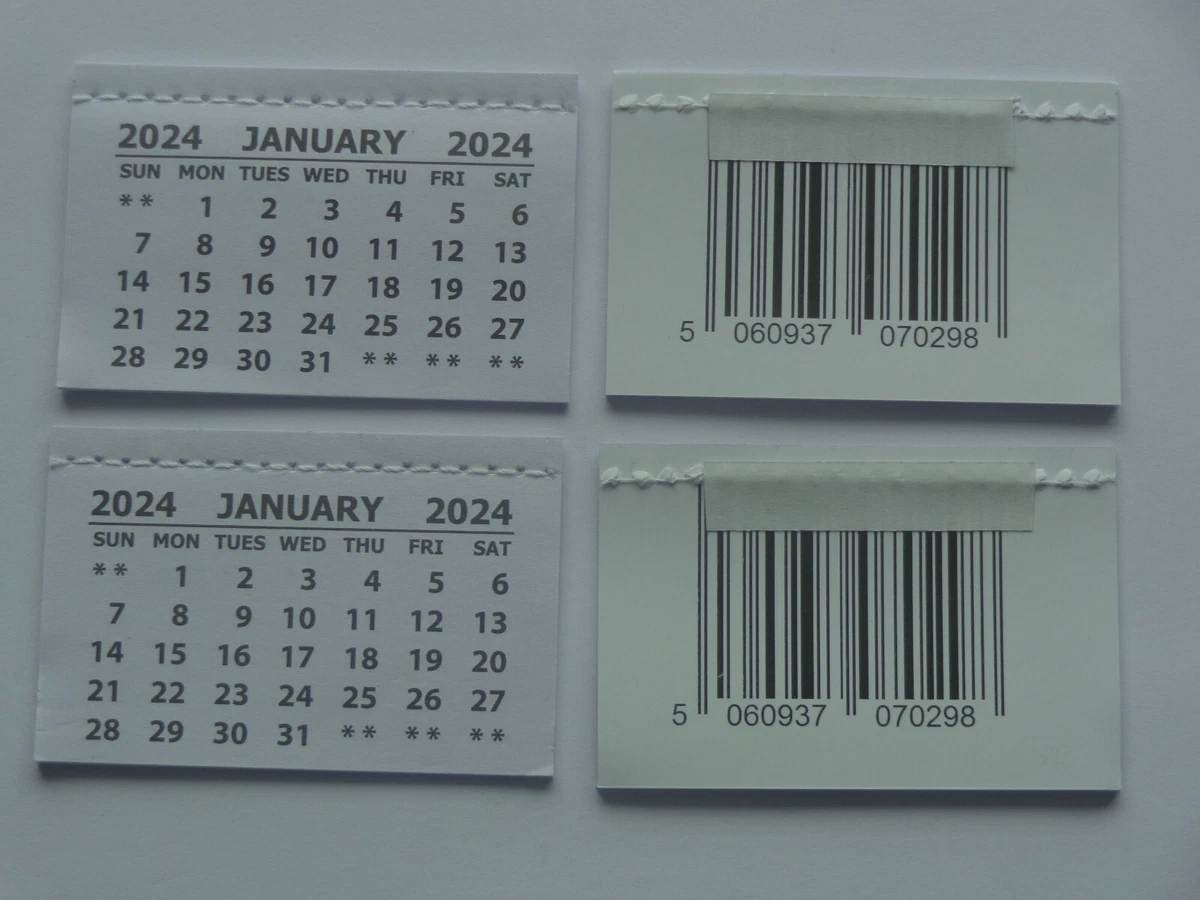 2024 JANUARY 2024
SUN MON TUES WED THU FRI SAT
** 1 2 3 4 5 6
7 8 9 10 11 12 13
14 15 16 17 18 19 20
21 22 23 24 25 26 27
28 29 30 31 ** ** **
5 060937 070298
2024 JANUARY 2024
SUN MON TUES WED THU FRI SAT
** 1 2 3 4 5 6
7 8 9 10 11 12 13
14 15 16 17 18 19 20
21 22 23 24 25 26 27
28 29 30 31 ** ** **
5 060937 070298